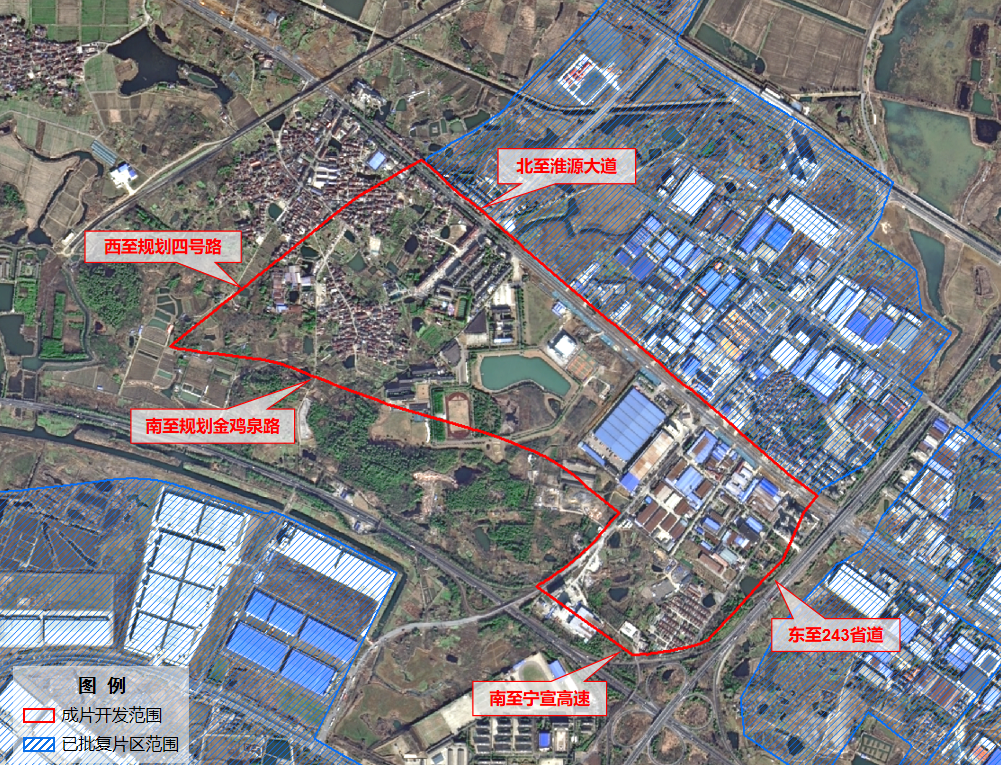 北至淮源大道
西至规划四号路
南至规划金鸡泉路
东至243省道
南至宁宣高速
图 例
成片开发范围
已批复片区范围